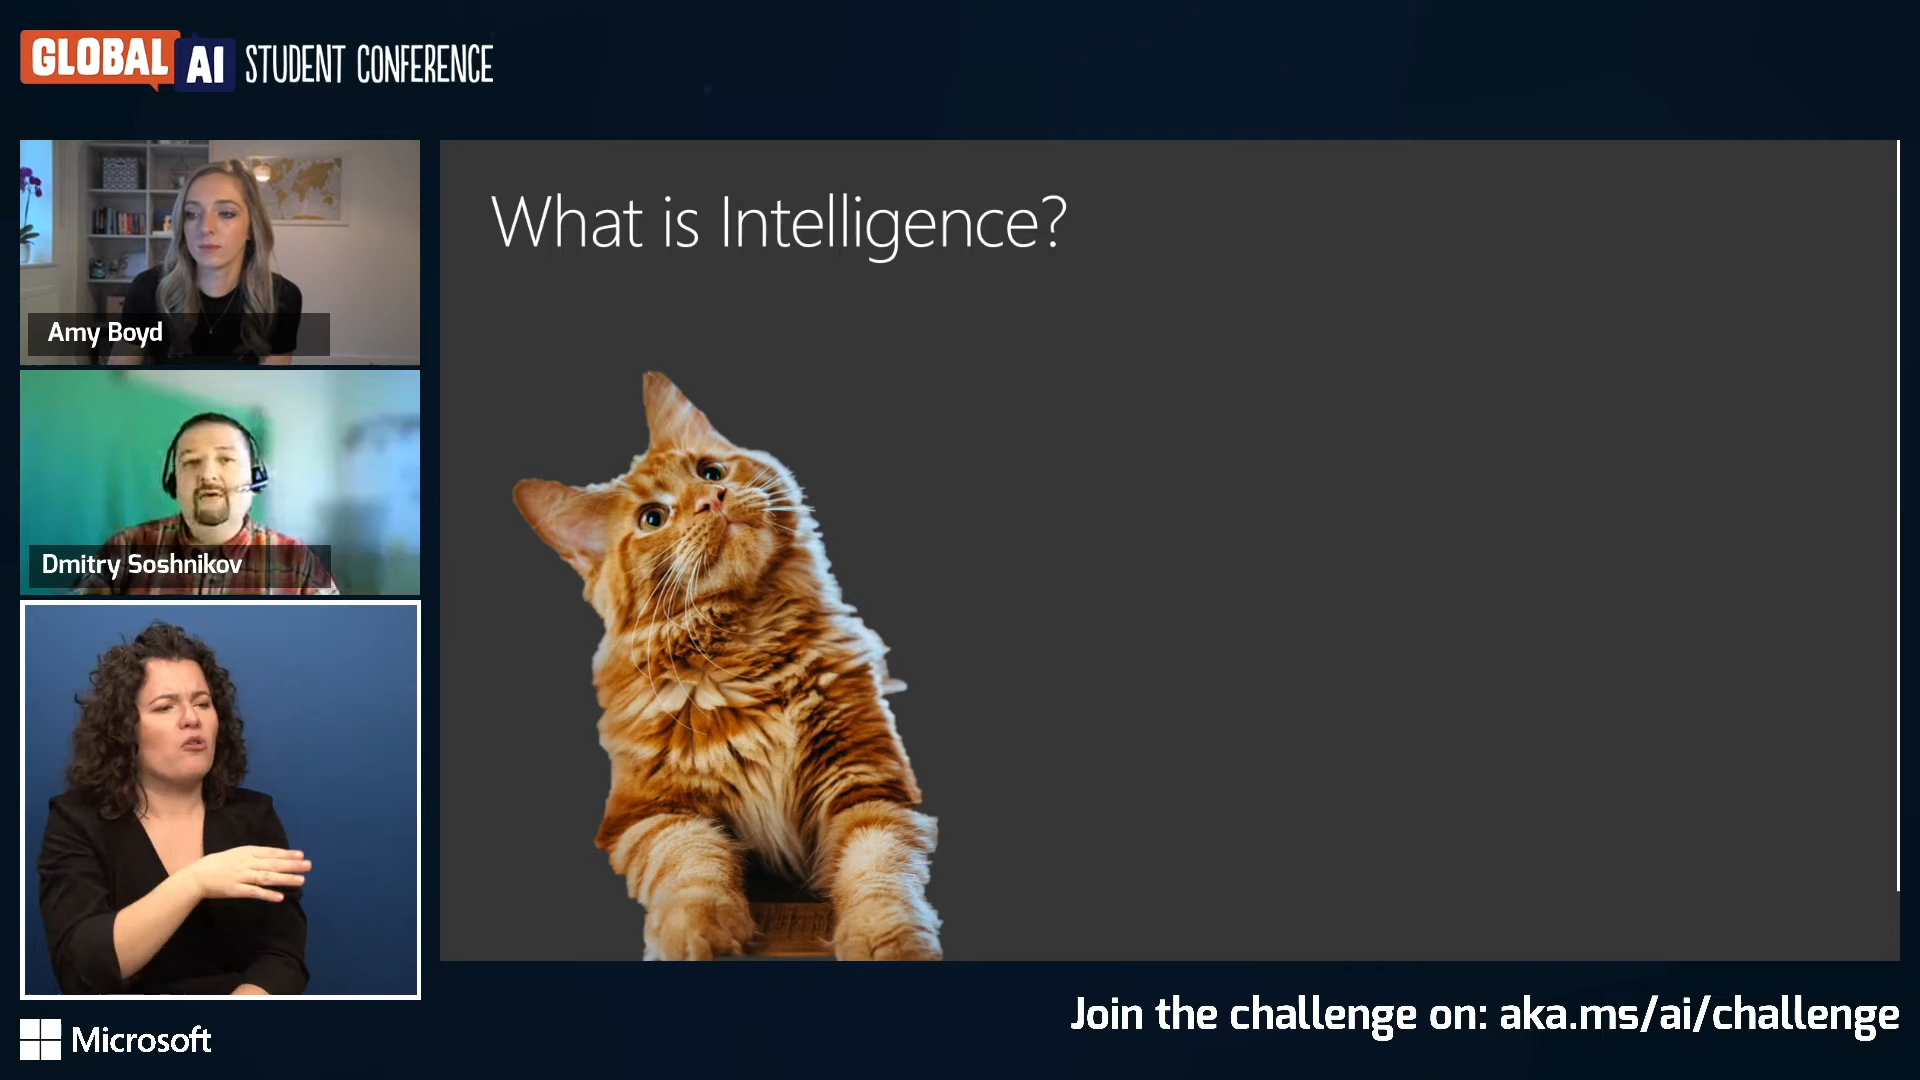 GLOBAL AI STUDENT CONFERENCE
Amy Boyd
Dmitry Soshnikov
What is Intelligence?
Join the challenge on: aka.ms/ai/challenge
Microsoft